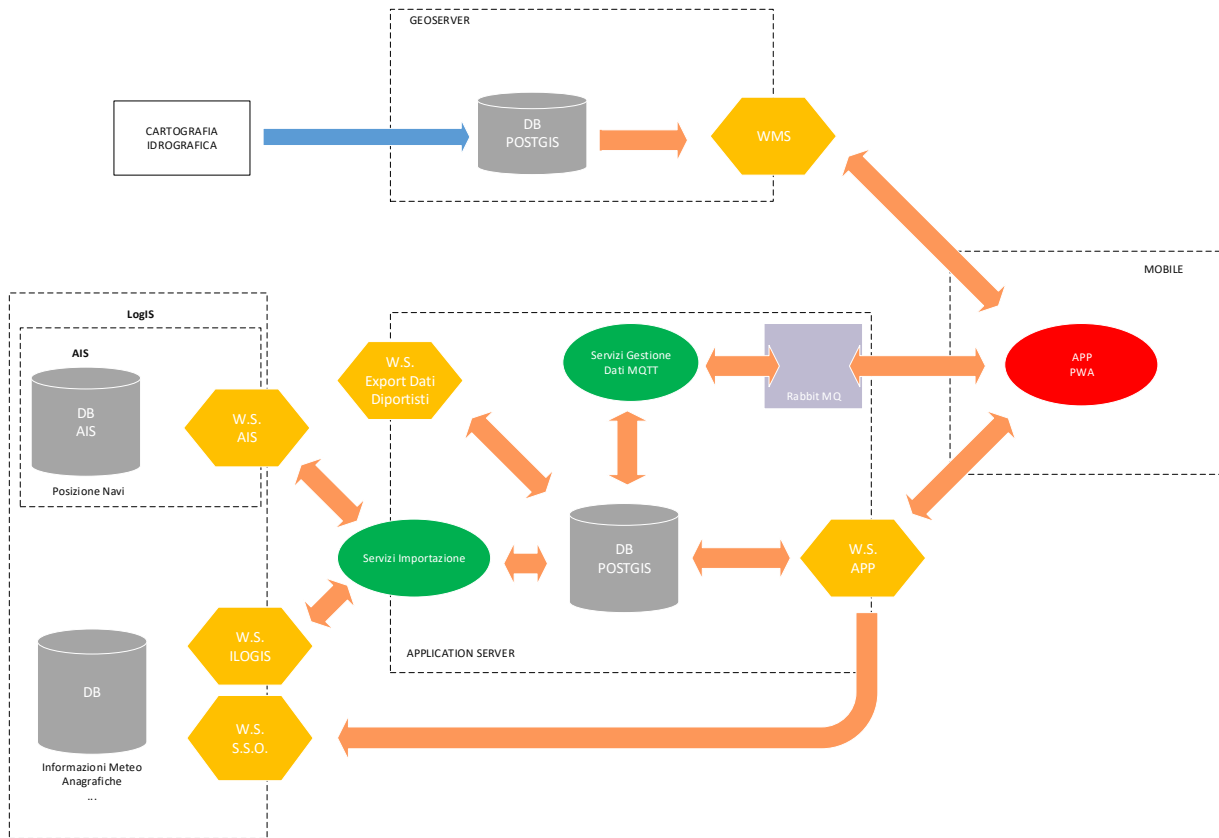 GEOSERVER
CARTOGRAFIA
IDROGRAFICA
DB
POSTGIS
WMS
MOBILE
LogIS
AIS
DB
AIS
Posizione Navi
W.S.
AIS
W.S.
Export Dati
Diportisti
Servizi Gestione
Dati MQTT
Rabbit MQ
APP
PWA
Servizi Importazione
DB
POSTGIS
W.S.
APP
W.S.
ILOGIS
APPLICATION SERVER
DB
W.S.
S.S.O.
Informazioni Meteo
Anagrafiche
...